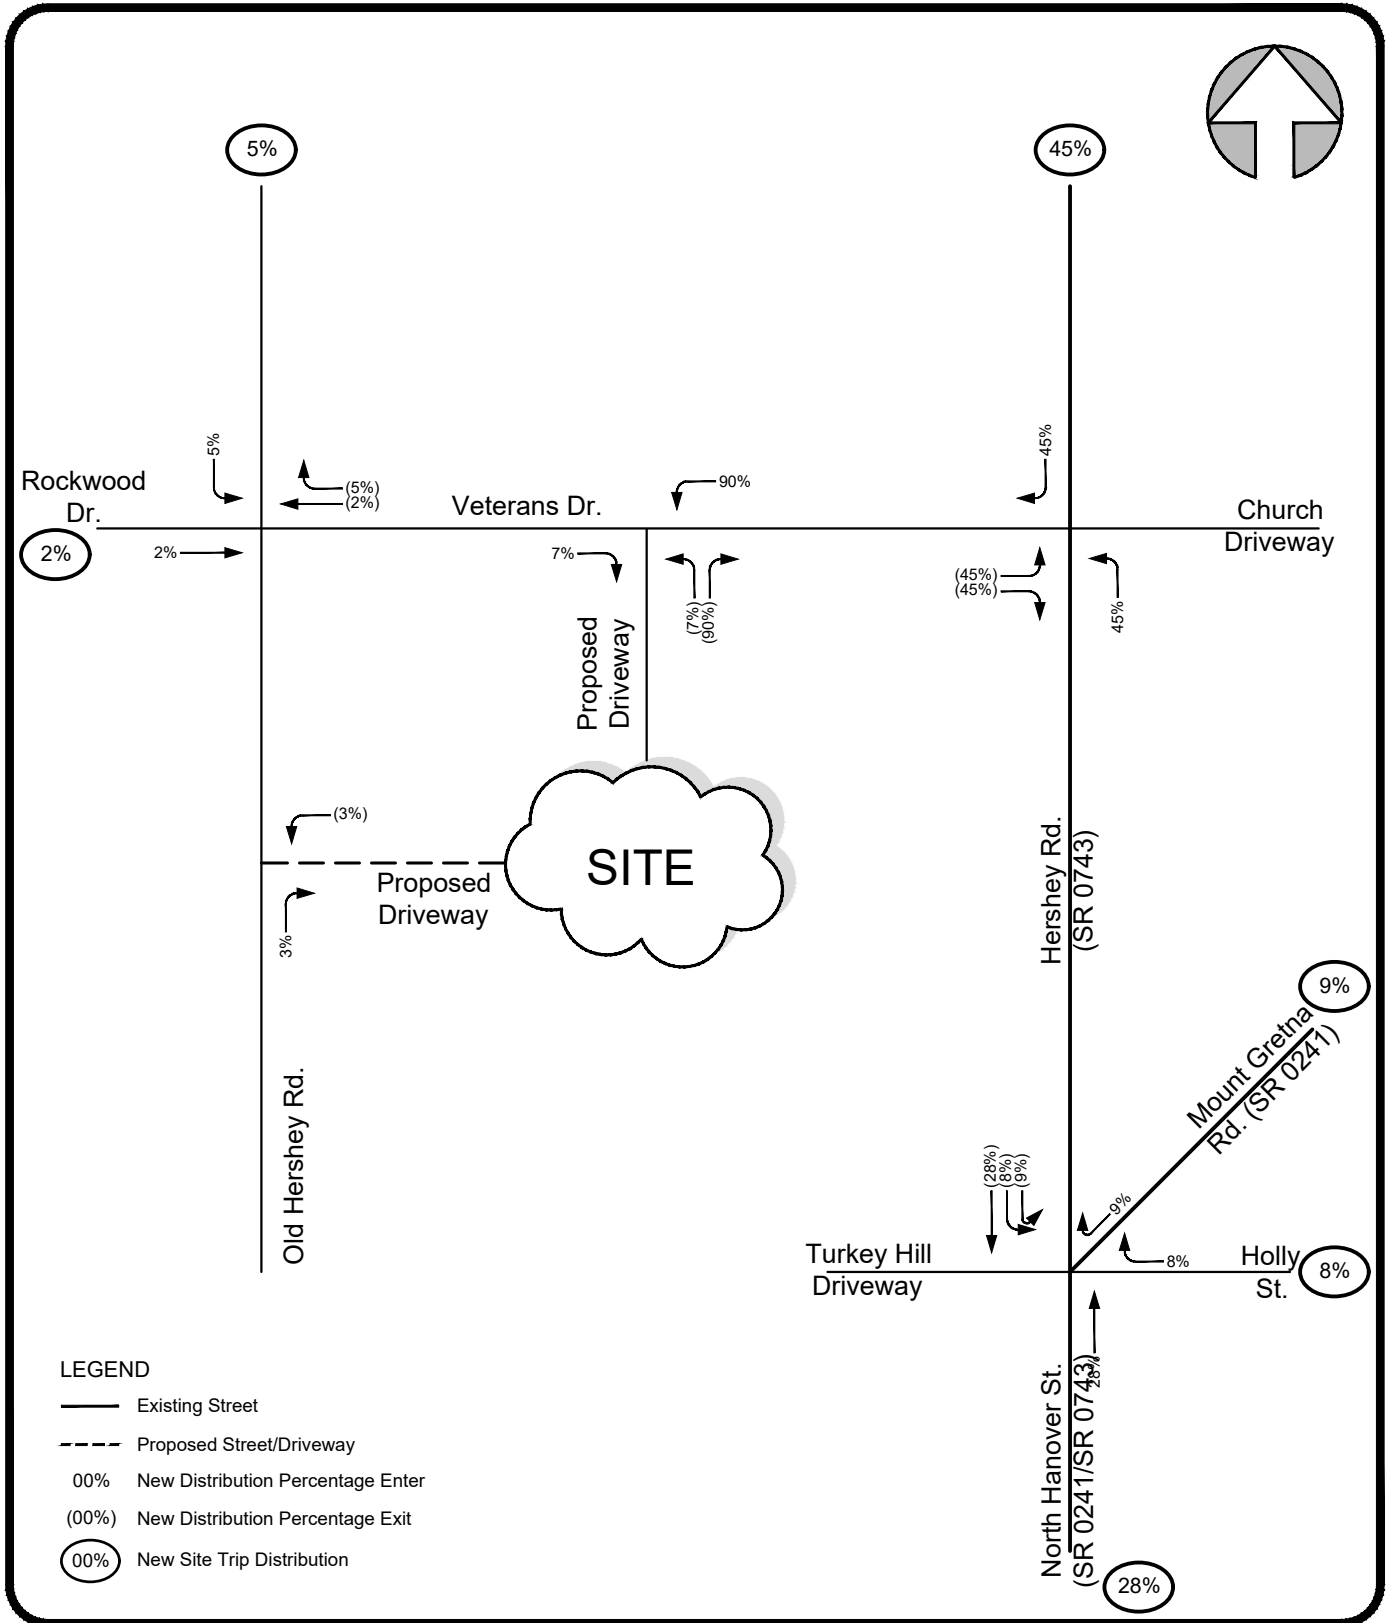 5%
45%
5%
(5%)
(2%)
Rockwood
Dr.
2%
2%
Veterans Dr.
90%
7%
(7%)
(90%)
Proposed
Driveway
45%
Church
Driveway
(45%)
(45%)
45%
(3%)
Proposed
Driveway
3%
SITE
Hershey Rd.
(SR 0743)
9%
Mount Gretna
Rd. (SR 0241)
Old Hershey Rd.
(28%)
(8%)
(9%)
9%
8%
Turkey Hill
Driveway
Holly
St.
8%
28%
North Hanover St.
(SR 0241/SR 0743)
28%
LEGEND
Existing Street
Proposed Street/Driveway
00% New Distribution Percentage Enter
(00%) New Distribution Percentage Exit
00% New Site Trip Distribution